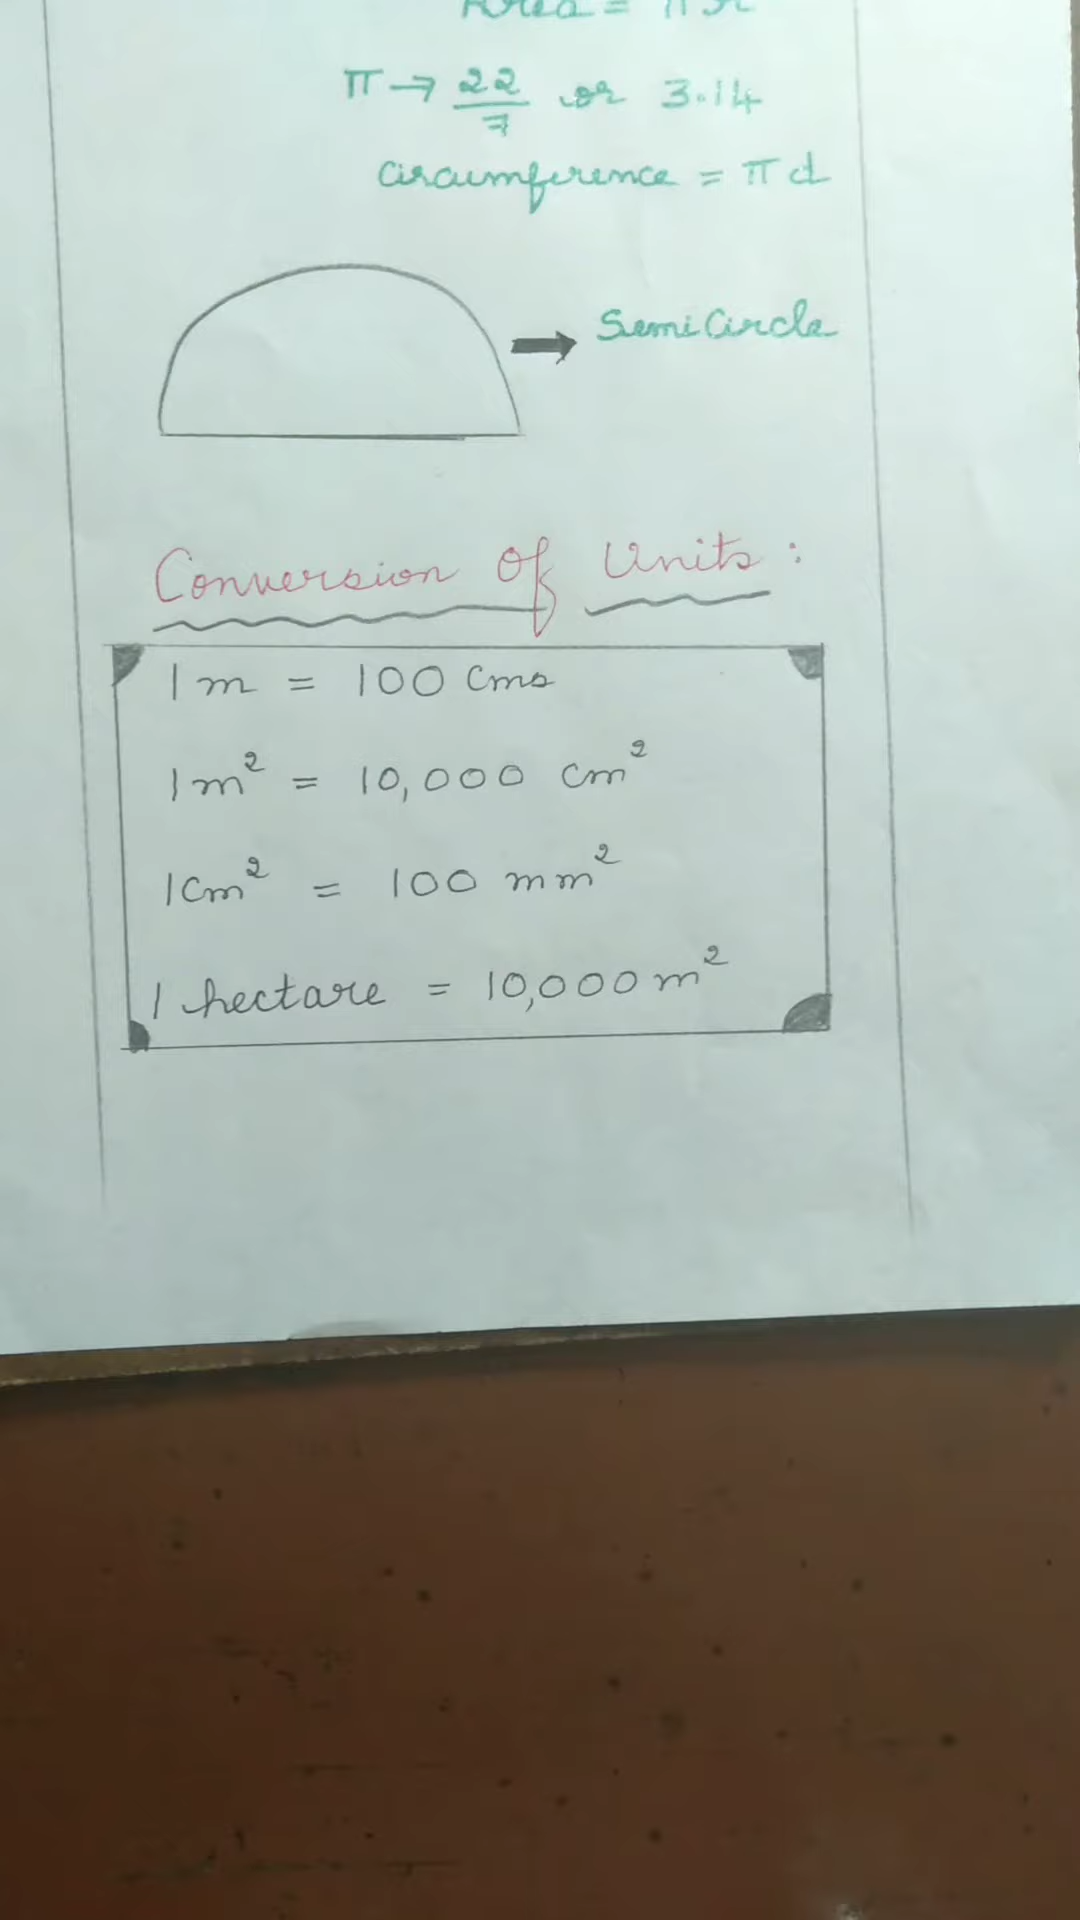 Area = π
π → 22/7 or 3.14
Circumference = πd
Semi Circle
Conversion of Units :
1 m = 100 cms
1 m² = 10,000 cm²
1 cm² = 100 mm²
1 hectare = 10,000 m²